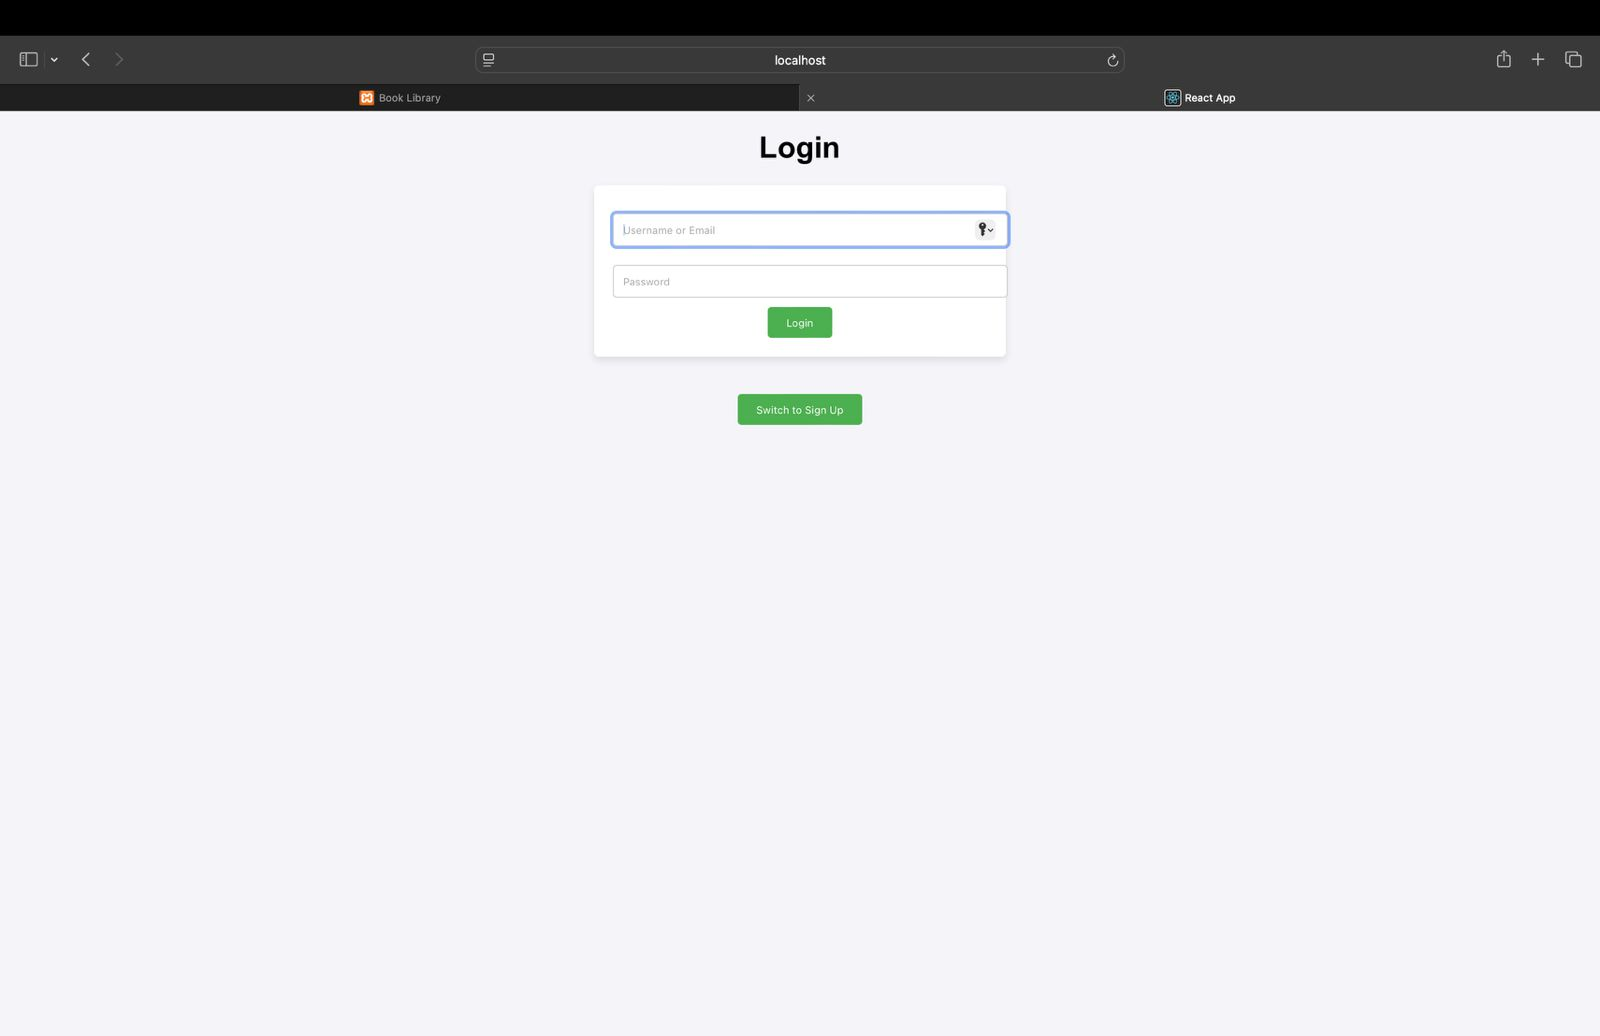 localhost
Book Library
React App
Login
Username or Email
Password
Login
Switch to Sign Up